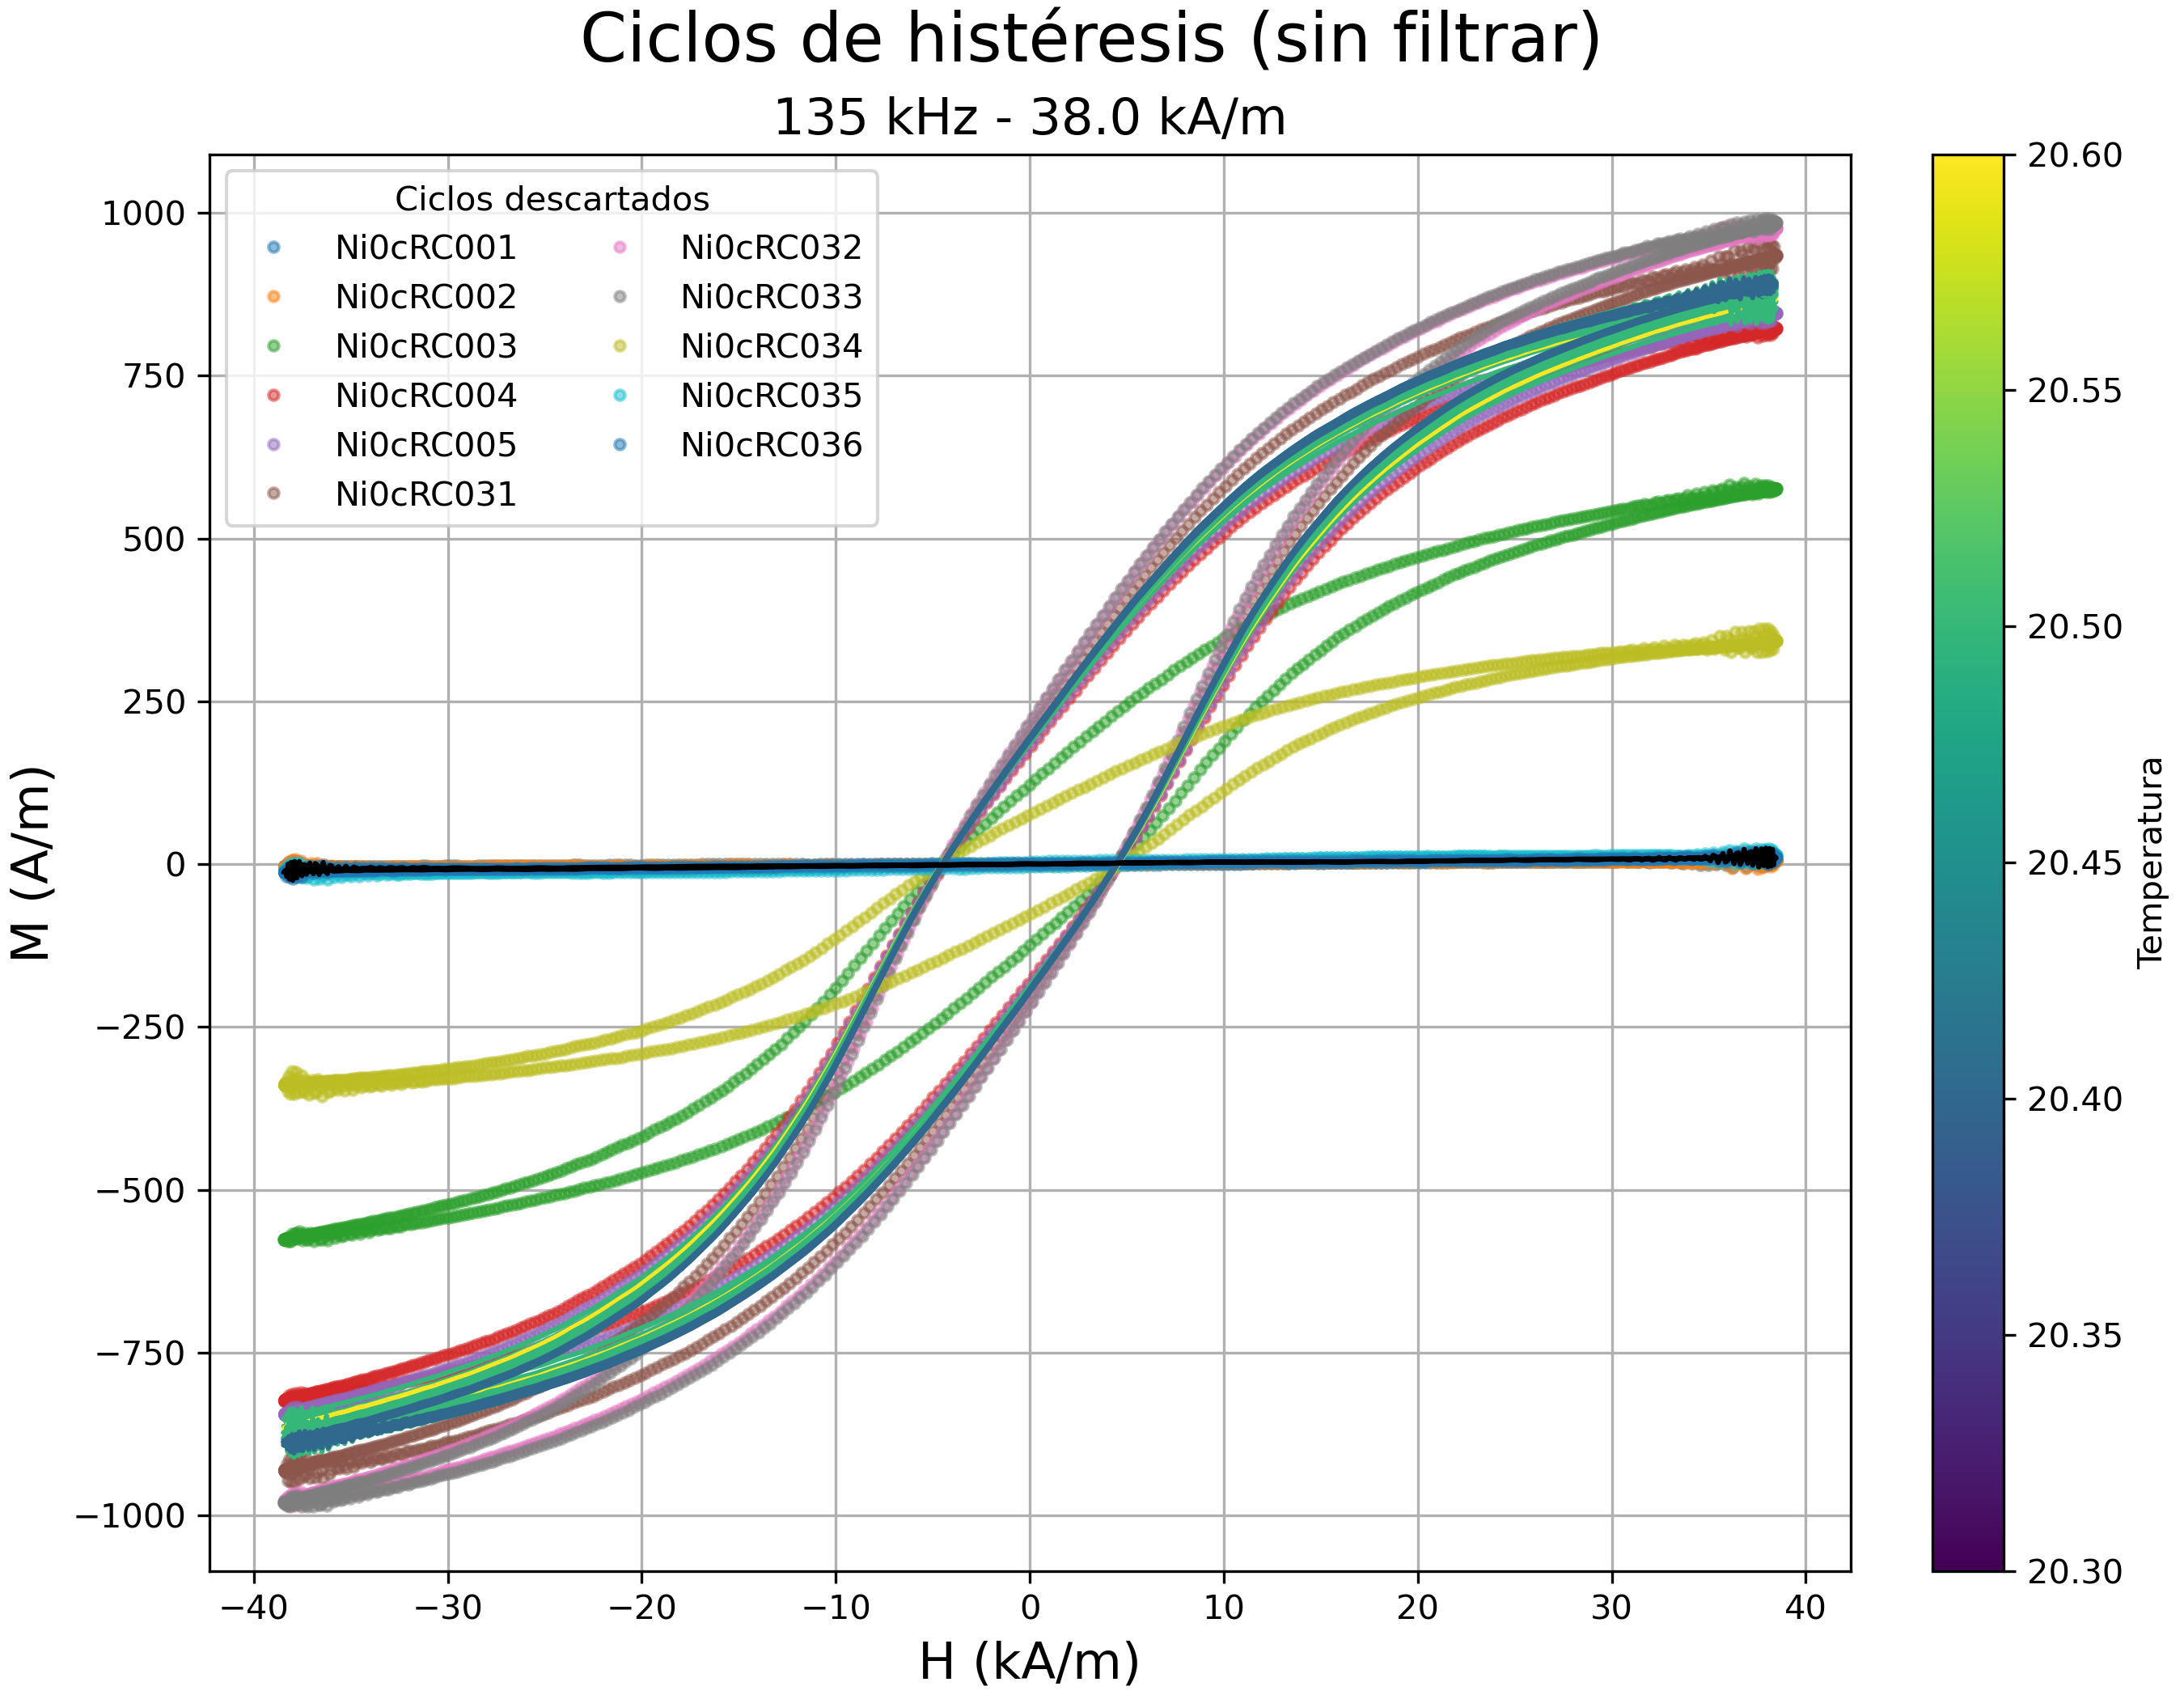 Ciclos de histéresis (sin filtrar)
135 kHz - 38.0 kA/m
Ciclos descartados
Ni0cRC001
Ni0cRC002
Ni0cRC003
Ni0cRC004
Ni0cRC005
Ni0cRC031
Ni0cRC032
Ni0cRC033
Ni0cRC034
Ni0cRC035
Ni0cRC036
M (A/m)
1000
750
500
250
0
−250
−500
−750
−1000
−40
−30
−20
−10
0
10
20
30
40
H (kA/m)
20.60
20.55
20.50
20.45
20.40
20.35
20.30
Temperatura